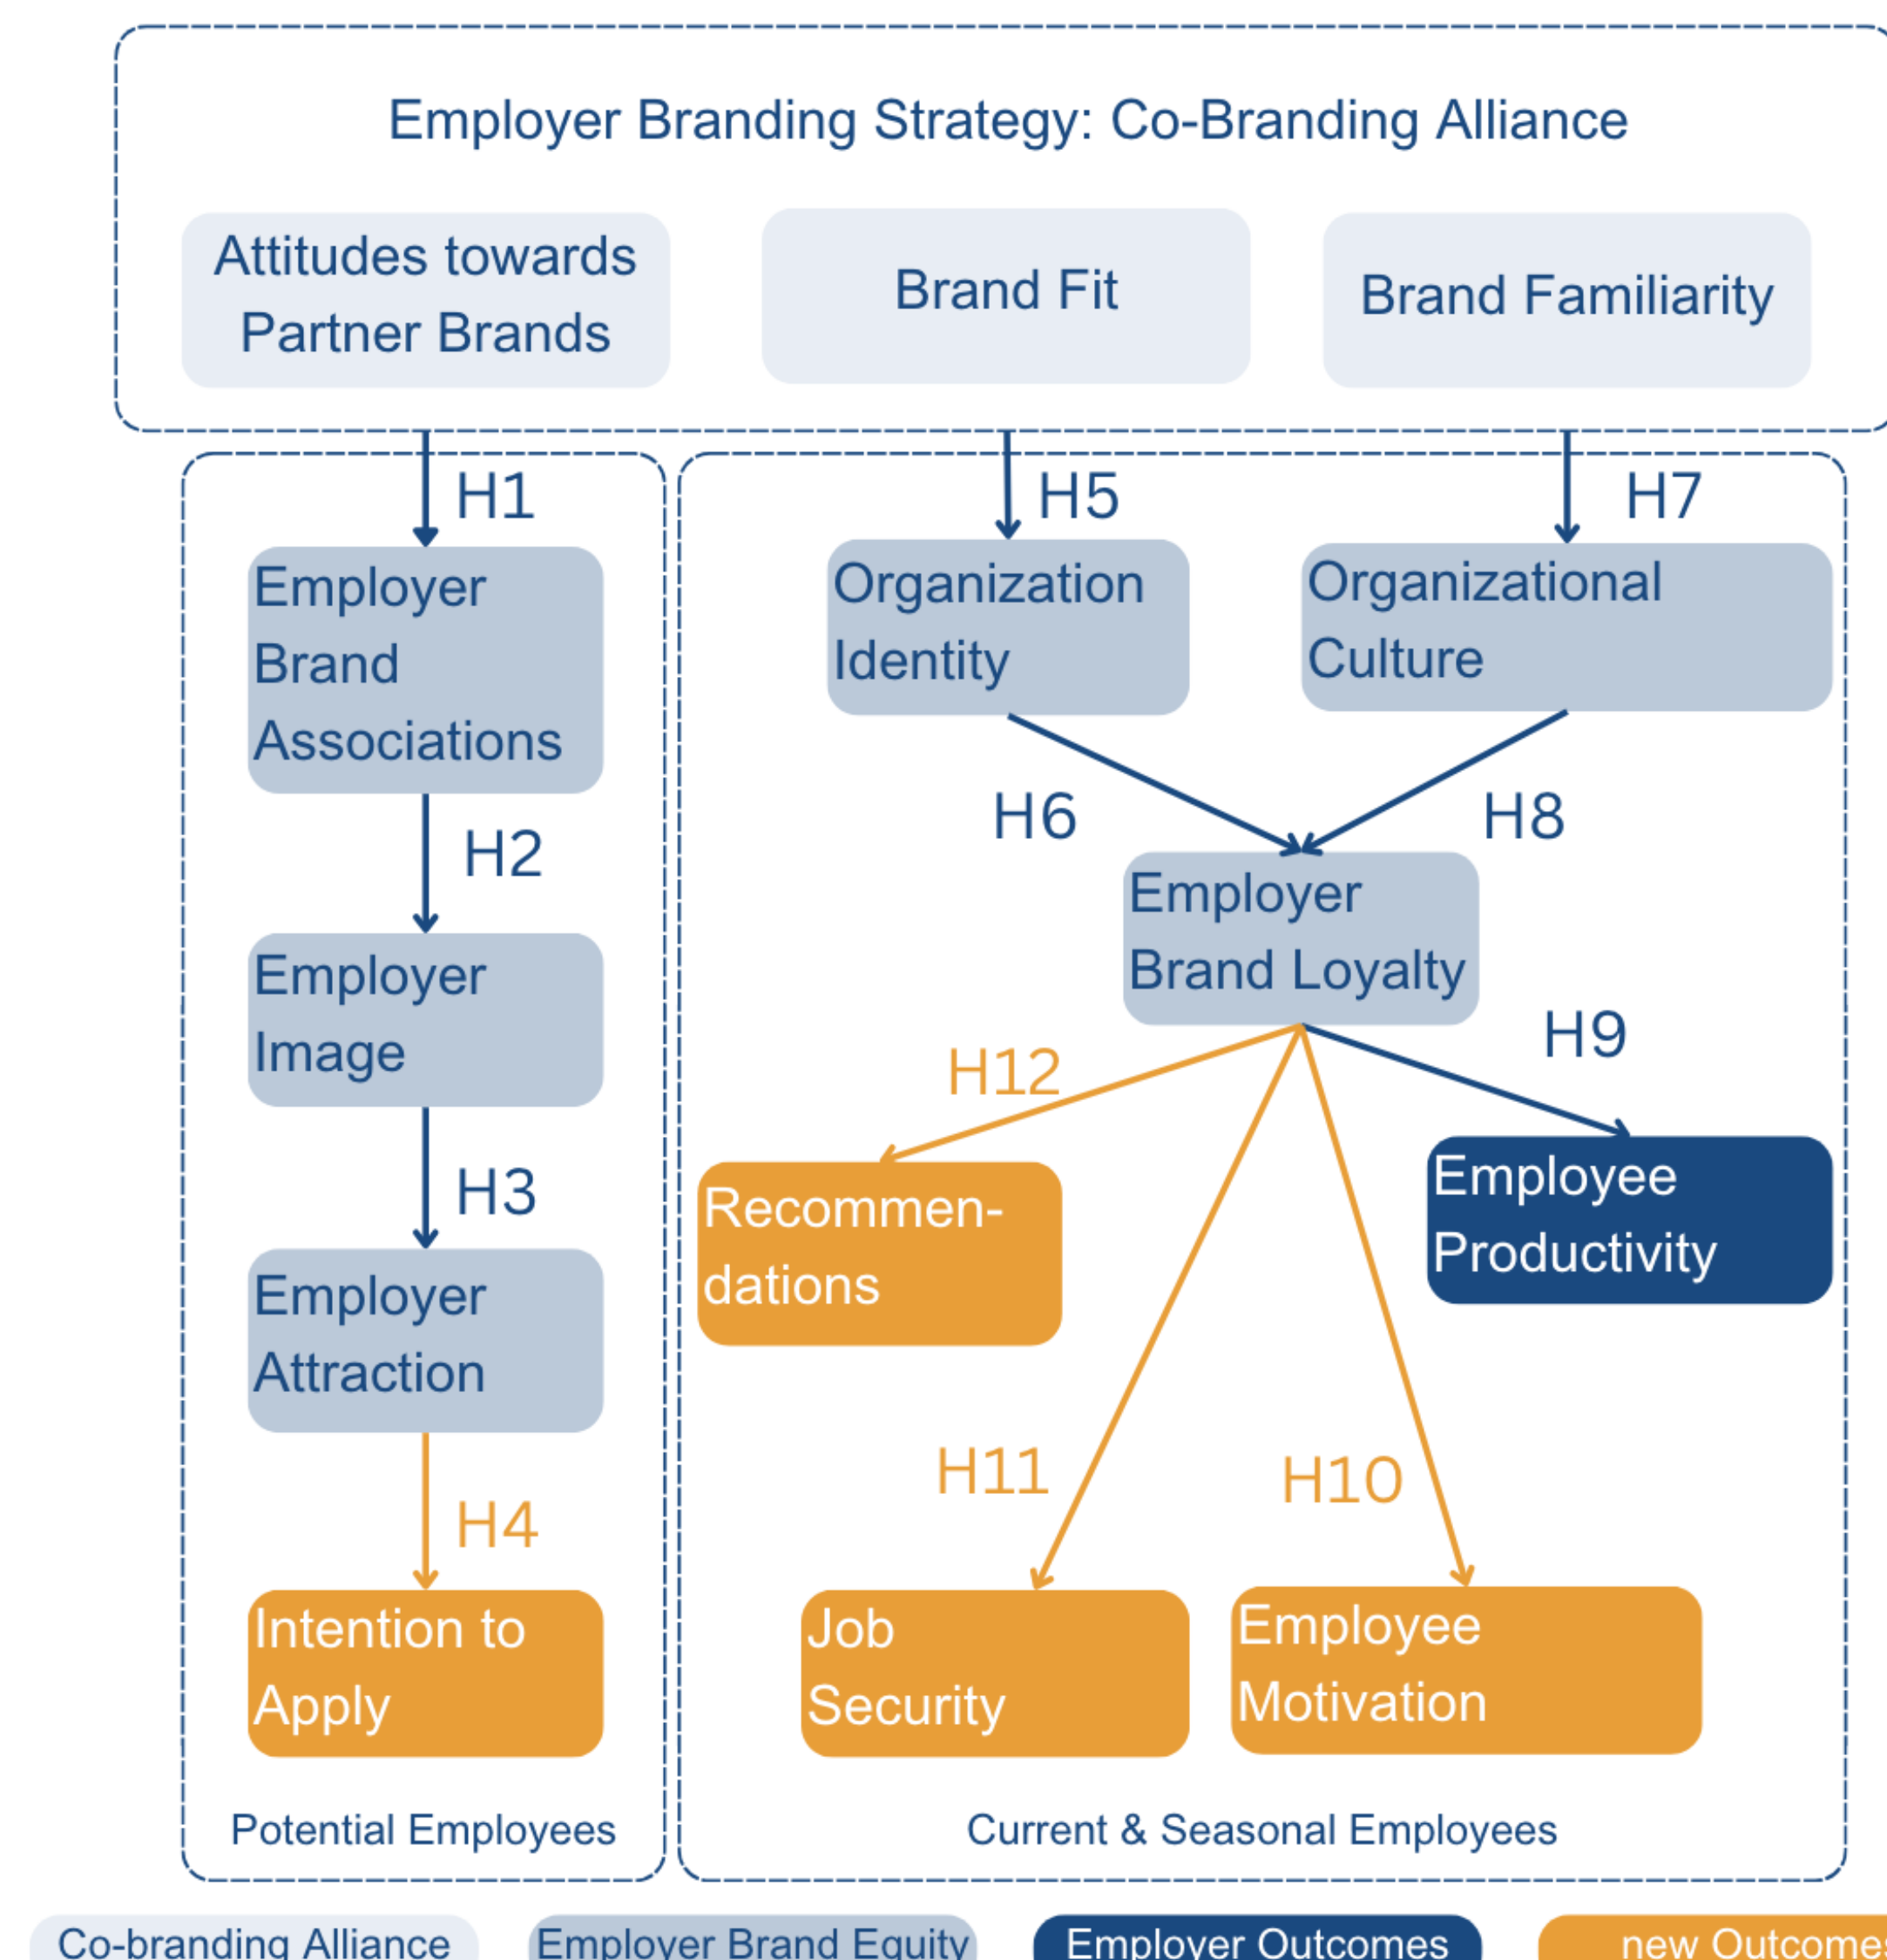 Employer Branding Strategy: Co-Branding Alliance
Attitudes towards
Partner Brands
Brand Fit
Brand Familiarity
H1
H5
H7
Employer
Brand
Associations
Organization
Identity
Organizational
Culture
H2
H6
H8
Employer
Image
Employer
Brand Loyalty
H3
H12
H9
Employer
Attraction
Recommen-
dations
Employee
Productivity
H4
H11
H10
Intention to
Apply
Job
Security
Employee
Motivation
Potential Employees
Current & Seasonal Employees
Co-branding Alliance
Employer Brand Equity
Employer Outcomes
new Outcomes